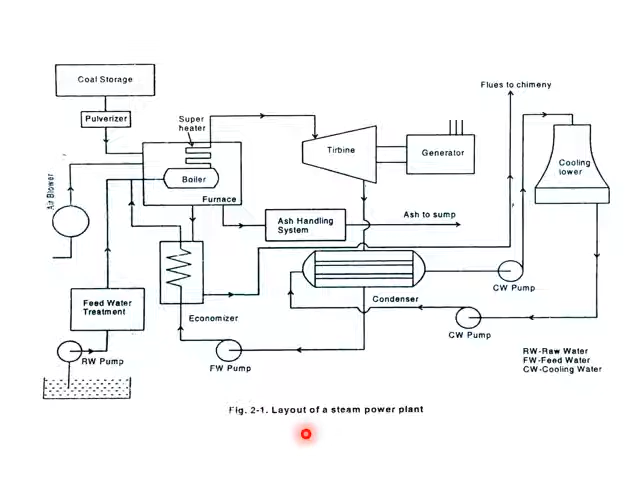 Coal Storage
Flues to chimeny
Pulverizer
Super
heater
Tirbine
Generator
Cooling
lower
Boiler
Furnace
Air Blower
Ash Handling
System
Ash to sump
CW Pump
Condenser
Feed Water
Treatment
Economizer
CW Pump
RW Pump
FW Pump
RW-Raw Water
FW-Feed Water
CW-Cooling Water
Fig. 2-1. Layout of a steam power plant